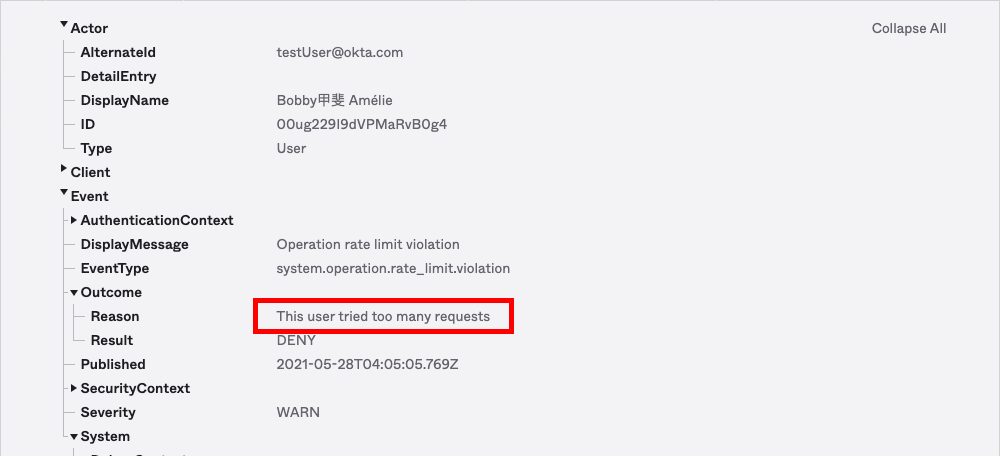 Actor Collapse All
AlternateId testUser@okta.com
DetailEntry
DisplayName Bobby甲斐 Amélie
ID 00ug229I9dVPMaRvB0g4
Type User
Client
Event
AuthenticationContext
DisplayMessage Operation rate limit violation
EventType system.operation.rate_limit.violation
Outcome
Reason This user tried too many requests
Result DENY
Published 2021-05-28T04:05:05.769Z
SecurityContext
Severity WARN
System